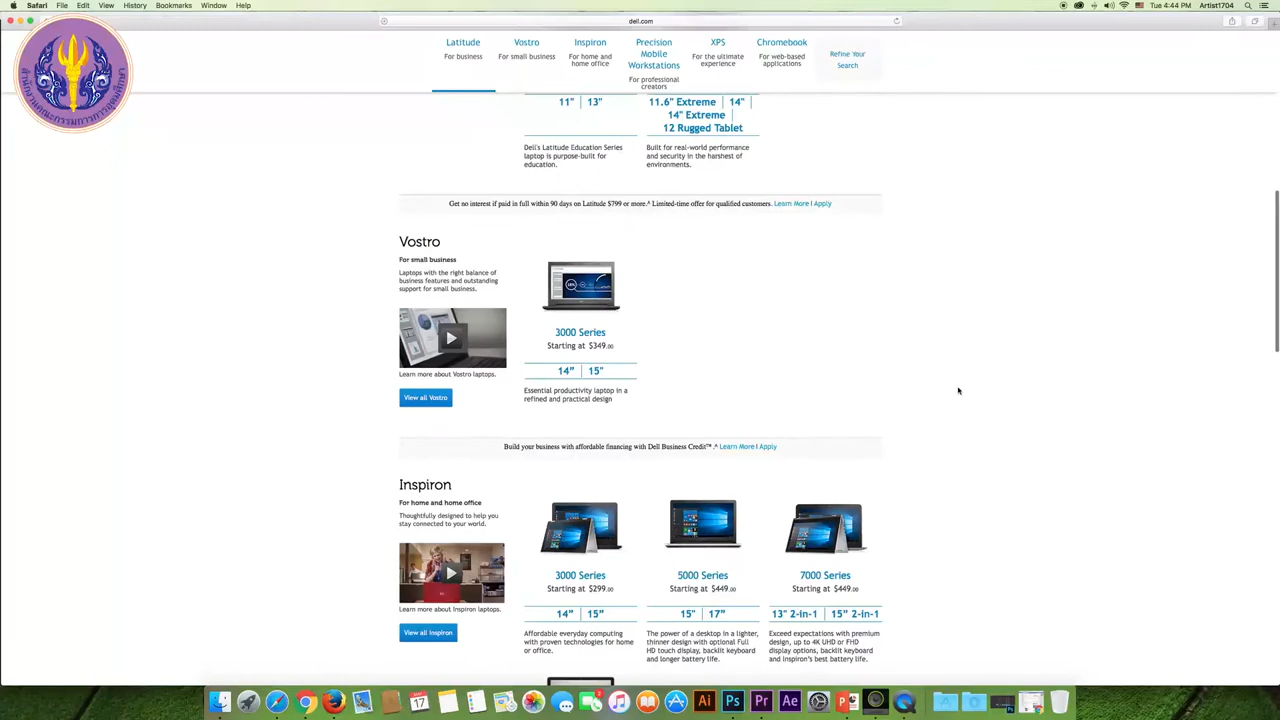 Safari File Edit View History Bookmarks Window Help
Tue 4:44 PM Artist1704
dell.com
Latitude
For business
Vostro
For small business
Inspiron
For home and
home office
Precision
Mobile
Workstations
For professional
creators
XPS
For the ultimate
experience
Chromebook
For web-based
applications
Refine Your
Search
11" 13"
Dell's Latitude Education Series
laptop is purpose-built for
education.
11.6" Extreme 14"
14" Extreme
12 Rugged Tablet
Built for real-world performance
and security in the harshest of
environments.
Get no interest if paid in full within 90 days on Latitude $799 or more.^ Limited-time offer for qualified customers. Learn More | Apply
Vostro
For small business
Laptops with the right balance of
business features and outstanding
support for small business.
Learn more about Vostro laptops.
View all Vostro
3000 Series
Starting at $349.00
14" 15"
Essential productivity laptop in a
refined and practical design
Build your business with affordable financing with Dell Business Credit™ .^ Learn More | Apply
Inspiron
For home and home office
Thoughtfully designed to help you
stay connected to your world.
Learn more about Inspiron laptops.
View all Inspiron
3000 Series
Starting at $299.00
14" 15"
Affordable everyday computing
with proven technologies for home
or office.
5000 Series
Starting at $449.00
15" 17"
The power of a desktop in a lighter,
thinner design with optional Full
HD touch display, backlit keyboard
and longer battery life.
7000 Series
Starting at $449.00
13" 2-in-1 15" 2-in-1
Exceed expectations with premium
design, up to 4K UHD or FHD
display options, backlit keyboard
and Inspiron's best battery life.
17
Ai Ps Pr Ae